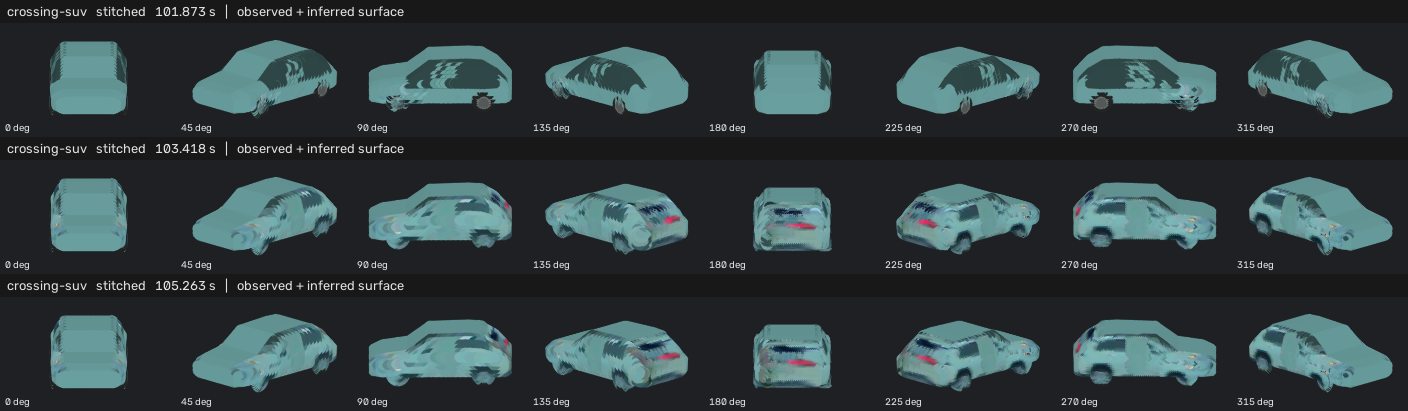 crossing-suv stitched 101.873 s | observed + inferred surface
0 deg 45 deg 90 deg 135 deg 180 deg 225 deg 270 deg 315 deg
crossing-suv stitched 103.418 s | observed + inferred surface
0 deg 45 deg 90 deg 135 deg 180 deg 225 deg 270 deg 315 deg
crossing-suv stitched 105.263 s | observed + inferred surface
0 deg 45 deg 90 deg 135 deg 180 deg 225 deg 270 deg 315 deg